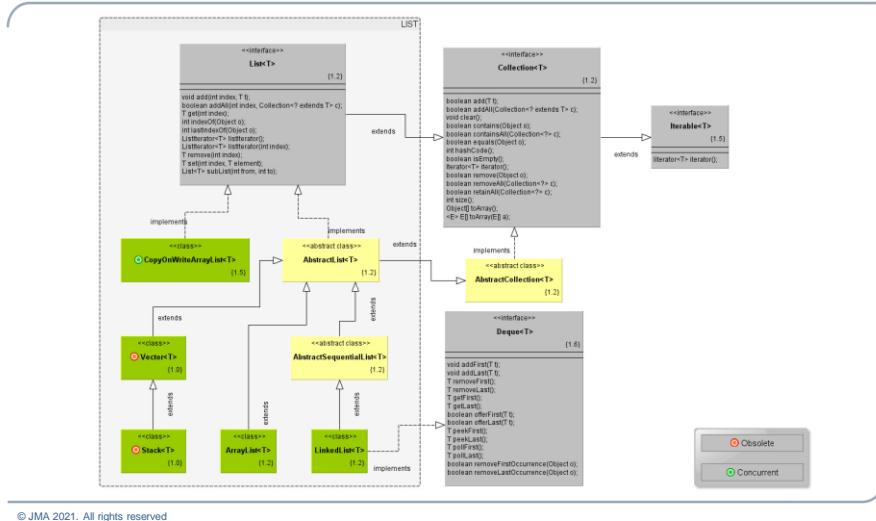 LIST
<<interface>>
List<T>
{1.2}
void add(int index, T t);
boolean addAll(int index, Collection<? extends T> c);
T get(int index);
int indexOf(Object o);
int lastIndexOf(Object o);
ListIterator<T> listIterator();
ListIterator<T> listIterator(int index);
T remove(int index);
T set(int index, T element);
List<T> subList(int from, int to);
extends
<<interface>>
Collection<T>
{1.2}
boolean add(T t);
boolean addAll(Collection<? extends T> c);
void clear();
boolean contains(Object o);
boolean containsAll(Collection<?> c);
boolean equals(Object o);
int hashCode();
boolean isEmpty();
Iterator<T> iterator();
boolean remove(Object o);
boolean removeAll(Collection<?> c);
boolean retainAll(Collection<?> c);
int size();
Object[] toArray();
<E> E[] toArray(E[] a);
extends
<<interface>>
Iterable<T>
{1.5}
Iterator<T> iterator();
implements
implements
implements
<<class>>
CopyOnWriteArrayList<T>
{1.5}
<<abstract class>>
AbstractList<T>
{1.2}
extends
<<abstract class>>
AbstractCollection<T>
{1.2}
extends
extends
<<class>>
Vector<T>
{1.0}
<<abstract class>>
AbstractSequentialList<T>
{1.2}
<<interface>>
Deque<T>
{1.6}
void addFirst(T t);
void addLast(T t);
T removeFirst();
T removeLast();
T getFirst();
T getLast();
boolean offerFirst(T t);
boolean offerLast(T t);
T peekFirst();
T peekLast();
T pollFirst();
T pollLast();
boolean removeFirstOccurrence(Object o);
boolean removeLastOccurrence(Object o);
extends
extends
extends
<<class>>
Stack<T>
{1.0}
<<class>>
ArrayList<T>
{1.2}
<<class>>
LinkedList<T>
{1.2}
implements
Obsolete
Concurrent
© JMA 2021. All rights reserved